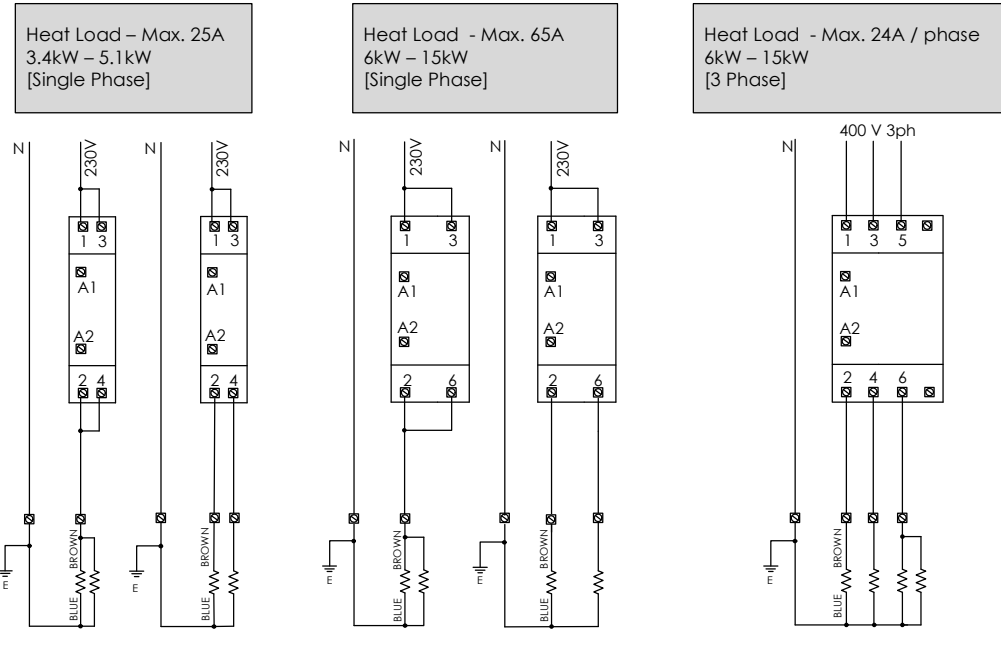 Heat Load – Max. 25A
3.4kW – 5.1kW
[Single Phase]
Heat Load - Max. 65A
6kW – 15kW
[Single Phase]
Heat Load - Max. 24A / phase
6kW – 15kW
[3 Phase]
N
230V
1 3
A1
A2
2 4
BROWN
BLUE
E
N
230V
1 3
A1
A2
2 4
BROWN
BLUE
E
N
230V
1 3
A1
A2
2 6
BROWN
BLUE
E
N
230V
1 3
A1
A2
2 6
BROWN
BLUE
E
N
400 V 3ph
1 3 5
A1
A2
2 4 6
BROWN
BLUE
E